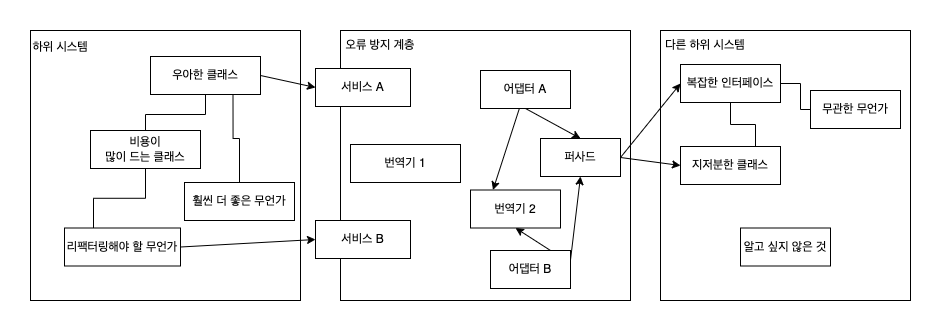 하위 시스템
우아한 클래스
비용이
많이 드는 클래스
훨씬 더 좋은 무언가
리팩터링해야 할 무언가
오류 방지 계층
서비스 A
어댑터 A
번역기 1
퍼사드
번역기 2
서비스 B
어댑터 B
다른 하위 시스템
복잡한 인터페이스
무관한 무언가
지저분한 클래스
알고 싶지 않은 것